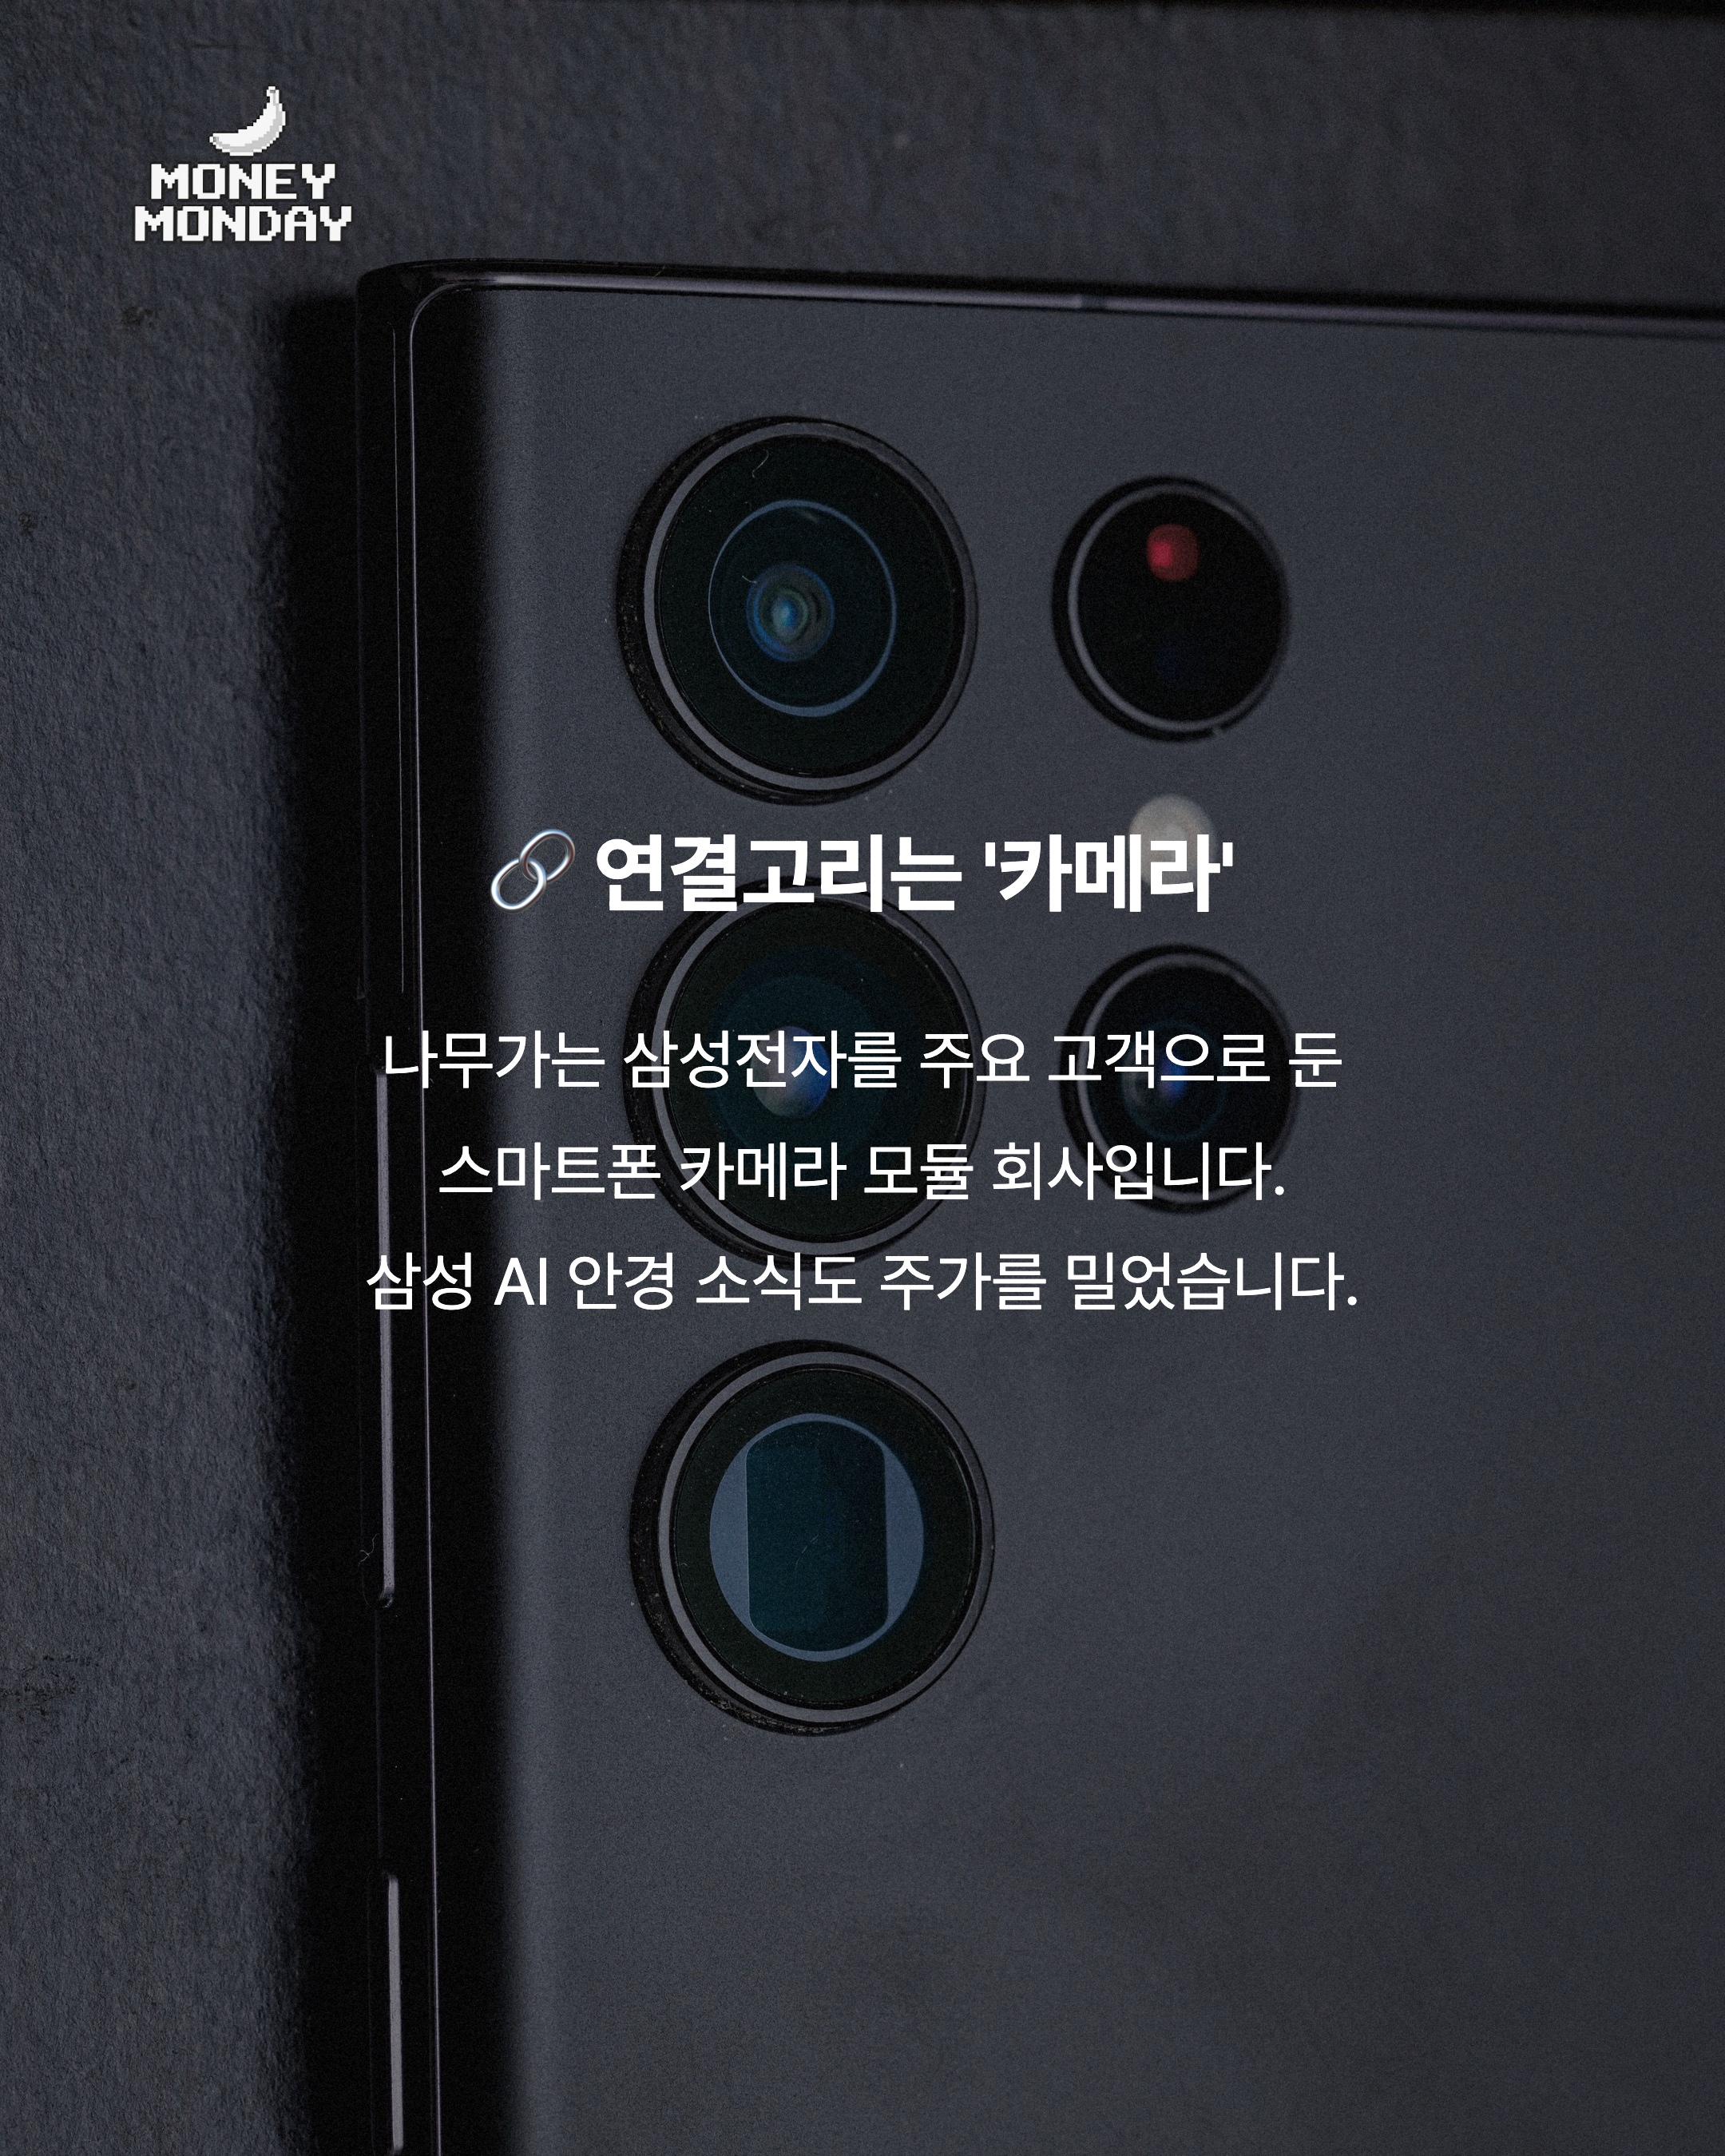 MONEY
MONDAY
🔗 연결고리는 '카메라'
나무가는 삼성전자를 주요 고객으로 둔
스마트폰 카메라 모듈 회사입니다.
삼성 AI 안경 소식도 주가를 밀었습니다.